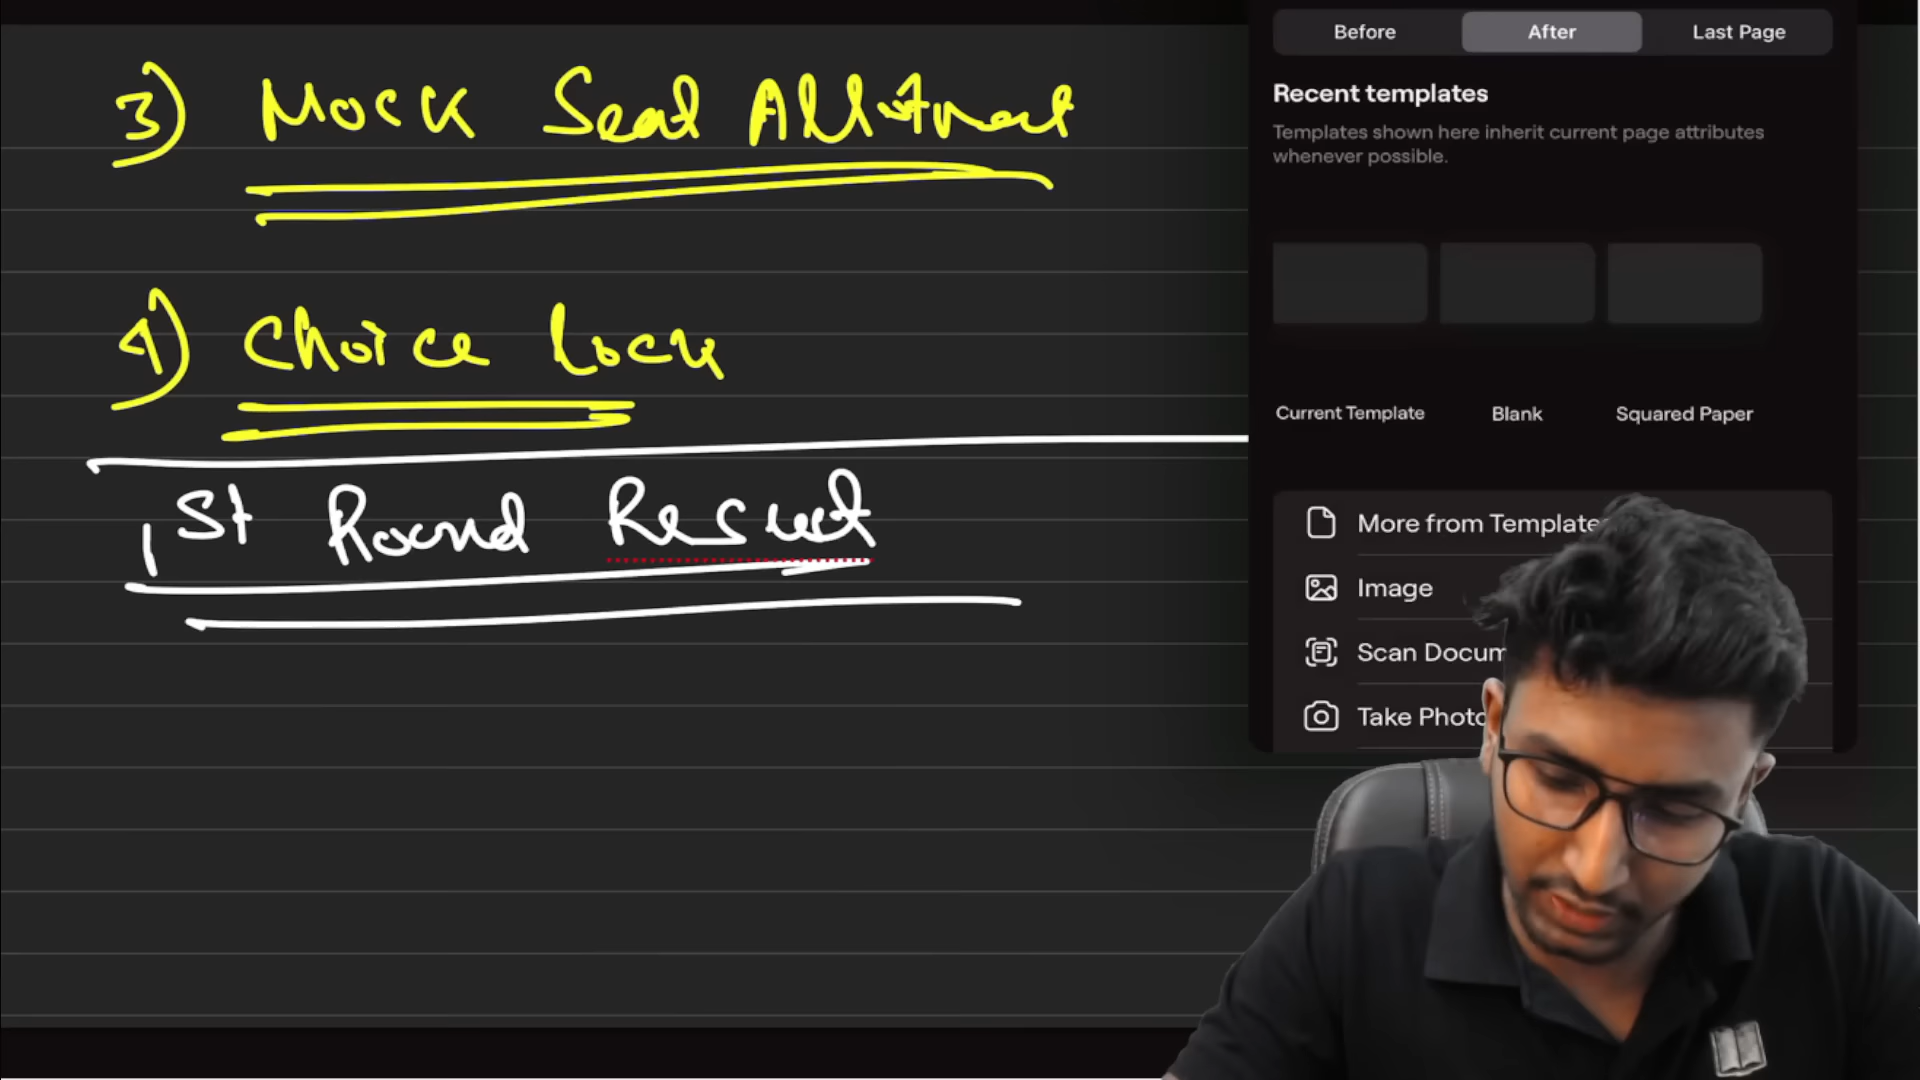 3) Mock Seat Allotment
4) Choice Lock
1st Round Result
Before After Last Page
Recent templates
Templates shown here inherit current page attributes
whenever possible.
Current Template Blank Squared Paper
More from Template
Image
Scan Docum
Take Photo